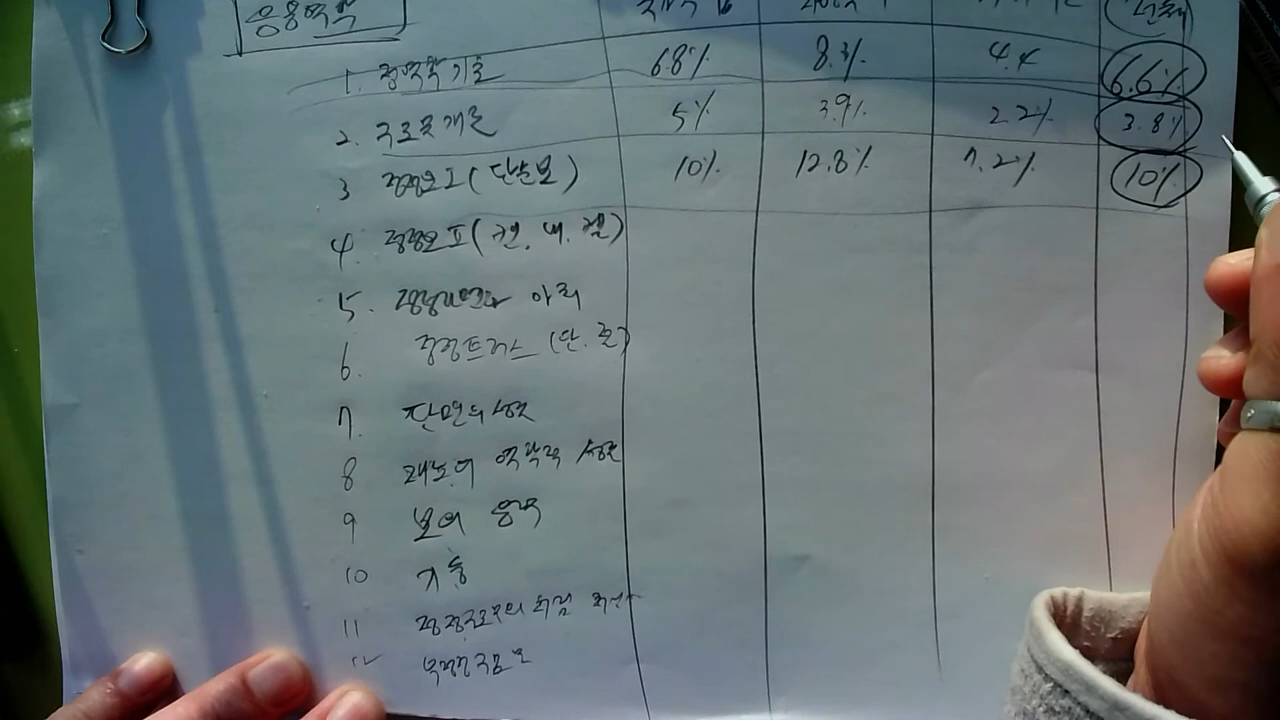 응용역학
1. 정역학 기초 6.8% 8.3% 4.4 6.6%
2. 구조물개론 5% 3.9% 2.2% 3.8%
3 정정보 I (단순보) 10% 12.8% 7.2% 10%
4. 정정보 II (캔, 내, 겔)
5. 정정라멘과 아치
6. 정정트러스 (단. 존)
7. 단면의 성질
8 재료의 역학적 성질
9 보의 응력
10 기둥
11 정정구조물의 처짐
12 부정정구조물